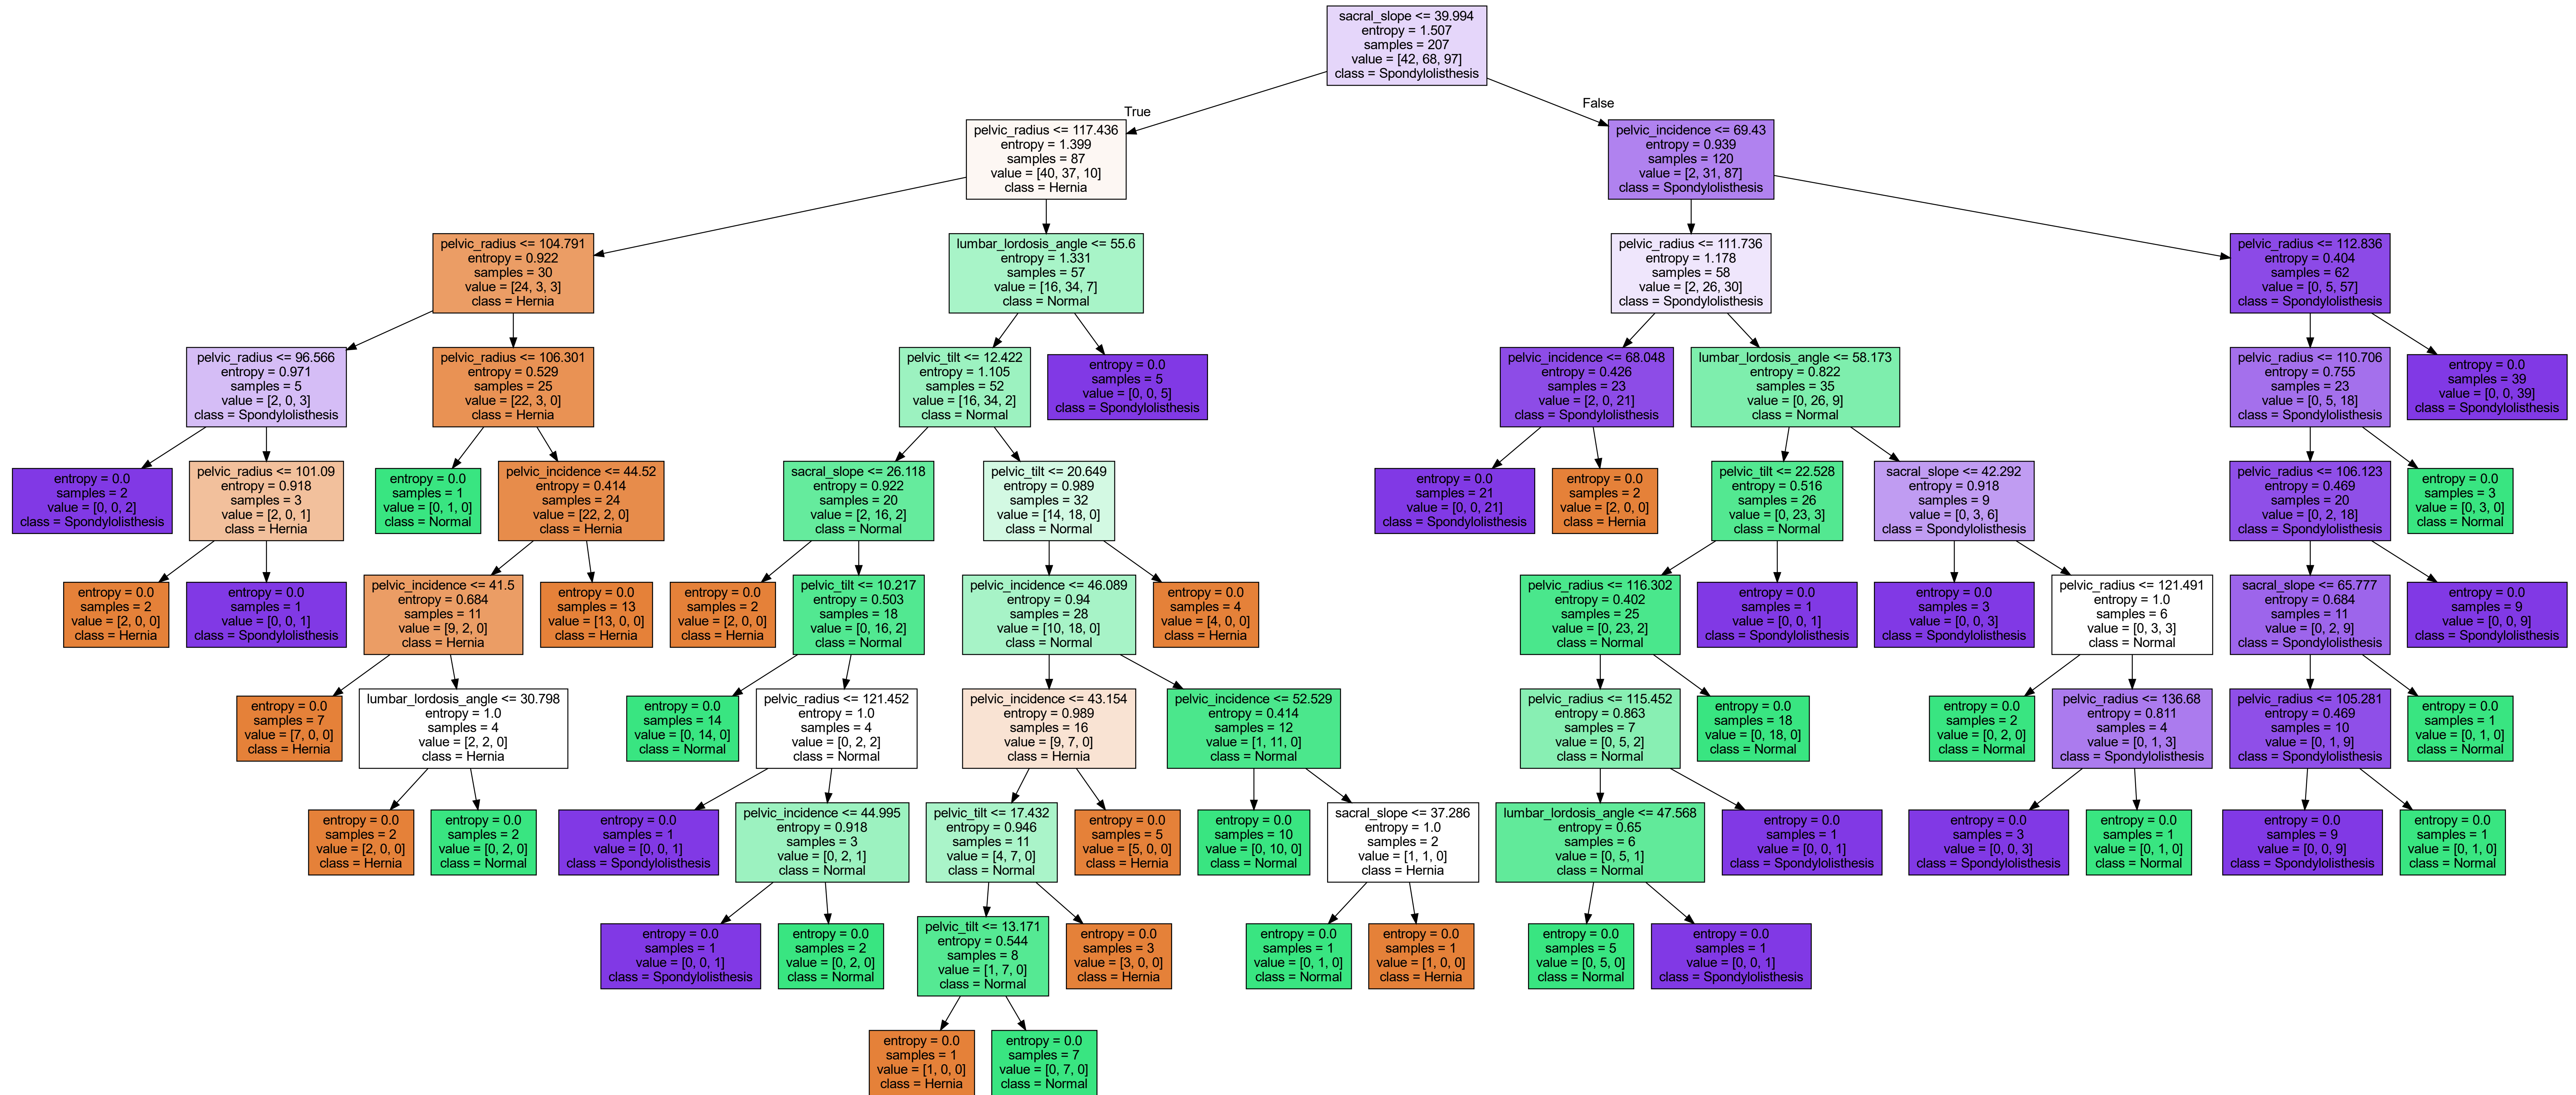 sacral_slope <= 39.994
entropy = 1.507
samples = 207
value = [42, 68, 97]
class = Spondylolisthesis
True
False
pelvic_radius <= 117.436
entropy = 1.399
samples = 87
value = [40, 37, 10]
class = Hernia
pelvic_incidence <= 69.43
entropy = 0.939
samples = 120
value = [2, 31, 87]
class = Spondylolisthesis
pelvic_radius <= 104.791
entropy = 0.922
samples = 30
value = [24, 3, 3]
class = Hernia
lumbar_lordosis_angle <= 55.6
entropy = 1.331
samples = 57
value = [16, 34, 7]
class = Normal
pelvic_radius <= 111.736
entropy = 1.178
samples = 58
value = [2, 26, 30]
class = Spondylolisthesis
pelvic_radius <= 112.836
entropy = 0.404
samples = 62
value = [0, 5, 57]
class = Spondylolisthesis
pelvic_radius <= 96.566
entropy = 0.971
samples = 5
value = [2, 0, 3]
class = Spondylolisthesis
pelvic_radius <= 106.301
entropy = 0.529
samples = 25
value = [22, 3, 0]
class = Hernia
pelvic_tilt <= 12.422
entropy = 1.105
samples = 52
value = [16, 34, 2]
class = Normal
entropy = 0.0
samples = 5
value = [0, 0, 5]
class = Spondylolisthesis
pelvic_incidence <= 68.048
entropy = 0.426
samples = 23
value = [2, 0, 21]
class = Spondylolisthesis
lumbar_lordosis_angle <= 58.173
entropy = 0.822
samples = 35
value = [0, 26, 9]
class = Normal
pelvic_radius <= 110.706
entropy = 0.755
samples = 23
value = [0, 5, 18]
class = Spondylolisthesis
entropy = 0.0
samples = 39
value = [0, 0, 39]
class = Spondylolisthesis
entropy = 0.0
samples = 2
value = [0, 0, 2]
class = Spondylolisthesis
pelvic_radius <= 101.09
entropy = 0.918
samples = 3
value = [2, 0, 1]
class = Hernia
entropy = 0.0
samples = 1
value = [0, 1, 0]
class = Normal
pelvic_incidence <= 44.52
entropy = 0.414
samples = 24
value = [22, 2, 0]
class = Hernia
sacral_slope <= 26.118
entropy = 0.922
samples = 20
value = [2, 16, 2]
class = Normal
pelvic_tilt <= 20.649
entropy = 0.989
samples = 32
value = [14, 18, 0]
class = Normal
entropy = 0.0
samples = 21
value = [0, 0, 21]
class = Spondylolisthesis
entropy = 0.0
samples = 2
value = [2, 0, 0]
class = Hernia
pelvic_tilt <= 22.528
entropy = 0.516
samples = 26
value = [0, 23, 3]
class = Normal
sacral_slope <= 42.292
entropy = 0.918
samples = 9
value = [0, 3, 6]
class = Spondylolisthesis
pelvic_radius <= 106.123
entropy = 0.469
samples = 20
value = [0, 2, 18]
class = Spondylolisthesis
entropy = 0.0
samples = 3
value = [0, 3, 0]
class = Normal
entropy = 0.0
samples = 2
value = [2, 0, 0]
class = Hernia
entropy = 0.0
samples = 1
value = [0, 0, 1]
class = Spondylolisthesis
pelvic_incidence <= 41.5
entropy = 0.684
samples = 11
value = [9, 2, 0]
class = Hernia
entropy = 0.0
samples = 13
value = [13, 0, 0]
class = Hernia
entropy = 0.0
samples = 2
value = [2, 0, 0]
class = Hernia
pelvic_tilt <= 10.217
entropy = 0.503
samples = 18
value = [0, 16, 2]
class = Normal
pelvic_incidence <= 46.089
entropy = 0.94
samples = 28
value = [10, 18, 0]
class = Normal
entropy = 0.0
samples = 4
value = [4, 0, 0]
class = Hernia
pelvic_radius <= 116.302
entropy = 0.402
samples = 25
value = [0, 23, 2]
class = Normal
entropy = 0.0
samples = 1
value = [0, 0, 1]
class = Spondylolisthesis
entropy = 0.0
samples = 3
value = [0, 0, 3]
class = Spondylolisthesis
pelvic_radius <= 121.491
entropy = 1.0
samples = 6
value = [0, 3, 3]
class = Normal
sacral_slope <= 65.777
entropy = 0.684
samples = 11
value = [0, 2, 9]
class = Spondylolisthesis
entropy = 0.0
samples = 9
value = [0, 0, 9]
class = Spondylolisthesis
entropy = 0.0
samples = 7
value = [7, 0, 0]
class = Hernia
lumbar_lordosis_angle <= 30.798
entropy = 1.0
samples = 4
value = [2, 2, 0]
class = Hernia
entropy = 0.0
samples = 14
value = [0, 14, 0]
class = Normal
pelvic_radius <= 121.452
entropy = 1.0
samples = 4
value = [0, 2, 2]
class = Normal
pelvic_incidence <= 43.154
entropy = 0.989
samples = 16
value = [9, 7, 0]
class = Hernia
pelvic_incidence <= 52.529
entropy = 0.414
samples = 12
value = [1, 11, 0]
class = Normal
pelvic_radius <= 115.452
entropy = 0.863
samples = 7
value = [0, 5, 2]
class = Normal
entropy = 0.0
samples = 18
value = [0, 18, 0]
class = Normal
entropy = 0.0
samples = 2
value = [0, 2, 0]
class = Normal
pelvic_radius <= 136.68
entropy = 0.811
samples = 4
value = [0, 1, 3]
class = Spondylolisthesis
pelvic_radius <= 105.281
entropy = 0.469
samples = 10
value = [0, 1, 9]
class = Spondylolisthesis
entropy = 0.0
samples = 1
value = [0, 1, 0]
class = Normal
entropy = 0.0
samples = 2
value = [2, 0, 0]
class = Hernia
entropy = 0.0
samples = 2
value = [0, 2, 0]
class = Normal
entropy = 0.0
samples = 1
value = [0, 0, 1]
class = Spondylolisthesis
pelvic_incidence <= 44.995
entropy = 0.918
samples = 3
value = [0, 2, 1]
class = Normal
pelvic_tilt <= 17.432
entropy = 0.946
samples = 11
value = [4, 7, 0]
class = Normal
entropy = 0.0
samples = 5
value = [5, 0, 0]
class = Hernia
entropy = 0.0
samples = 10
value = [0, 10, 0]
class = Normal
sacral_slope <= 37.286
entropy = 1.0
samples = 2
value = [1, 1, 0]
class = Hernia
lumbar_lordosis_angle <= 47.568
entropy = 0.65
samples = 6
value = [0, 5, 1]
class = Normal
entropy = 0.0
samples = 1
value = [0, 0, 1]
class = Spondylolisthesis
entropy = 0.0
samples = 3
value = [0, 0, 3]
class = Spondylolisthesis
entropy = 0.0
samples = 1
value = [0, 1, 0]
class = Normal
entropy = 0.0
samples = 9
value = [0, 0, 9]
class = Spondylolisthesis
entropy = 0.0
samples = 1
value = [0, 1, 0]
class = Normal
entropy = 0.0
samples = 1
value = [0, 0, 1]
class = Spondylolisthesis
entropy = 0.0
samples = 2
value = [0, 2, 0]
class = Normal
pelvic_tilt <= 13.171
entropy = 0.544
samples = 8
value = [1, 7, 0]
class = Normal
entropy = 0.0
samples = 3
value = [3, 0, 0]
class = Hernia
entropy = 0.0
samples = 1
value = [0, 1, 0]
class = Normal
entropy = 0.0
samples = 1
value = [1, 0, 0]
class = Hernia
entropy = 0.0
samples = 5
value = [0, 5, 0]
class = Normal
entropy = 0.0
samples = 1
value = [0, 0, 1]
class = Spondylolisthesis
entropy = 0.0
samples = 1
value = [1, 0, 0]
class = Hernia
entropy = 0.0
samples = 7
value = [0, 7, 0]
class = Normal